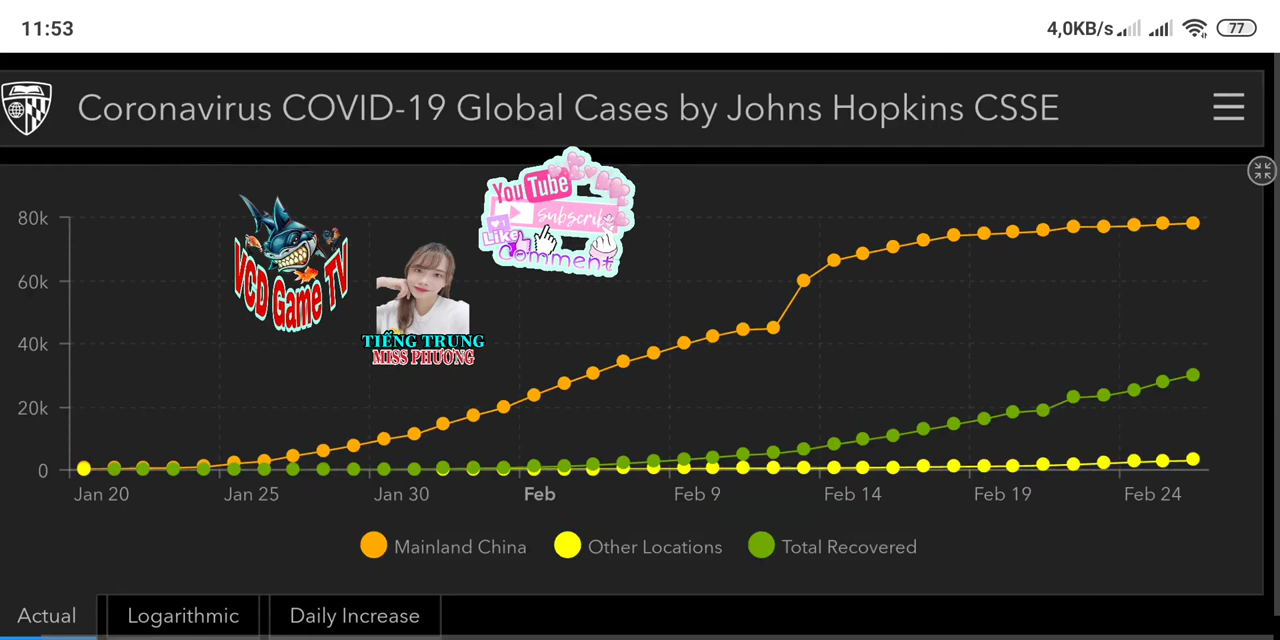 11:53
4,0KB/s
77
Coronavirus COVID-19 Global Cases by Johns Hopkins CSSE
YouTube
subscribe
Like
Comment
VCD Game TV
TIẾNG TRUNG
MISS PHƯƠNG
80k
60k
40k
20k
0
Jan 20
Jan 25
Jan 30
Feb
Feb 9
Feb 14
Feb 19
Feb 24
Mainland China
Other Locations
Total Recovered
Actual
Logarithmic
Daily Increase